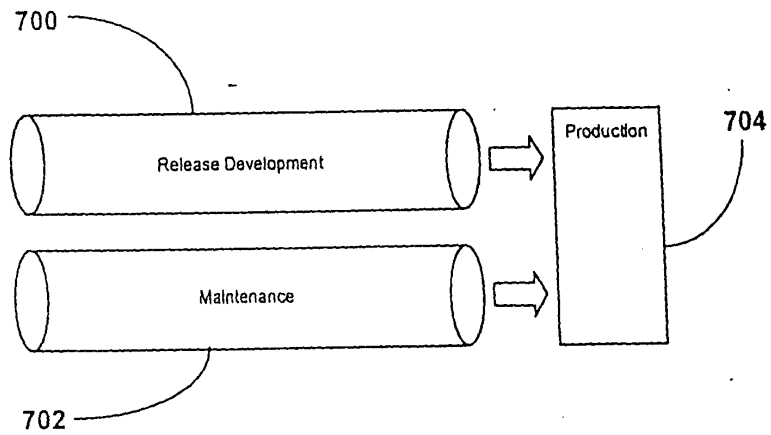 700
Release Development
Production
704
Maintenance
702